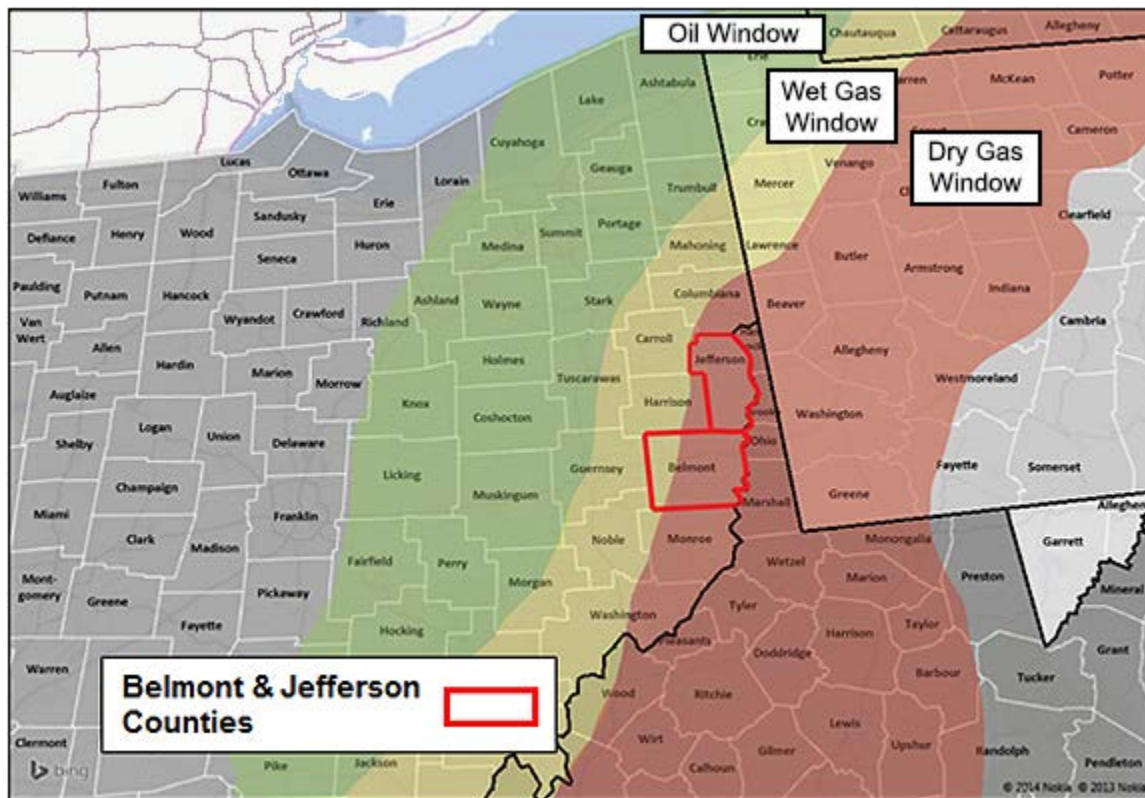 Oil Window
Chautauqua
Cattaraugus
Allegheny
Wet Gas
Window
Dry Gas
Window
Erie
Ashtabula
Lake
McKean
Potter
Cameron
Cuyahoga
Geauga
Lucas
Ottawa
Fulton
Williams
Lorain
Erie
Venango
Mercer
Trumbull
Clearfield
Sandusky
Wood
Henry
Defiance
Huron
Seneca
Medina
Summit
Portage
Mahoning
Lawrence
Butler
Armstrong
Indiana
Paulding
Putnam
Hancock
Ashland
Wayne
Stark
Columbiana
Beaver
Van
Wert
Wyandot
Crawford
Richland
Cambria
Allen
Hardin
Marion
Morrow
Holmes
Carroll
Jefferson
Allegheny
Tuscarawas
Westmoreland
Auglaize
Knox
Coshocton
Harrison
Washington
Logan
Union
Delaware
Shelby
Ohio
Licking
Guernsey
Belmont
Fayette
Somerset
Champaign
Muskingum
Greene
Marshall
Miami
Franklin
Clark
Madison
Noble
Monroe
Monongalia
Garrett
Fairfield
Perry
Morgan
Wetzel
Marion
Preston
Mineral
Mont-
gomery
Greene
Pickaway
Fayette
Hocking
Washington
Tyler
Taylor
Pleasants
Harrison
Doddridge
Grant
Warren
Barbour
Tucker
Belmont & Jefferson
Counties
Wood
Ritchie
Lewis
Upshur
Wirt
Gilmer
Randolph
Clermont
Pike
Jackson
Calhoun
Pendleton
bing
© 2014 Nokia © 2013 Nokia